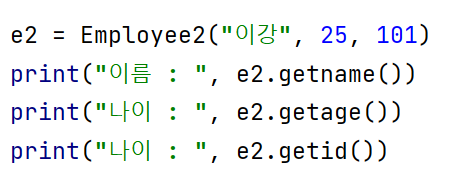 e2 = Employee2("이강", 25, 101)
print("이름 : ", e2.getname())
print("나이 : ", e2.getage())
print("나이 : ", e2.getid())